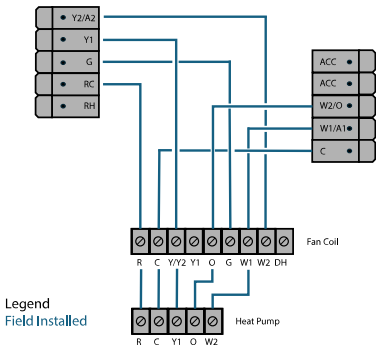 Y2/A2
Y1
G
RC
RH
ACC
ACC
W2/O
W1/A1
C
R C Y/Y2 Y1 O G W1 W2 DH
Fan Coil
Legend
Field Installed
Heat Pump
R C Y1 O W2